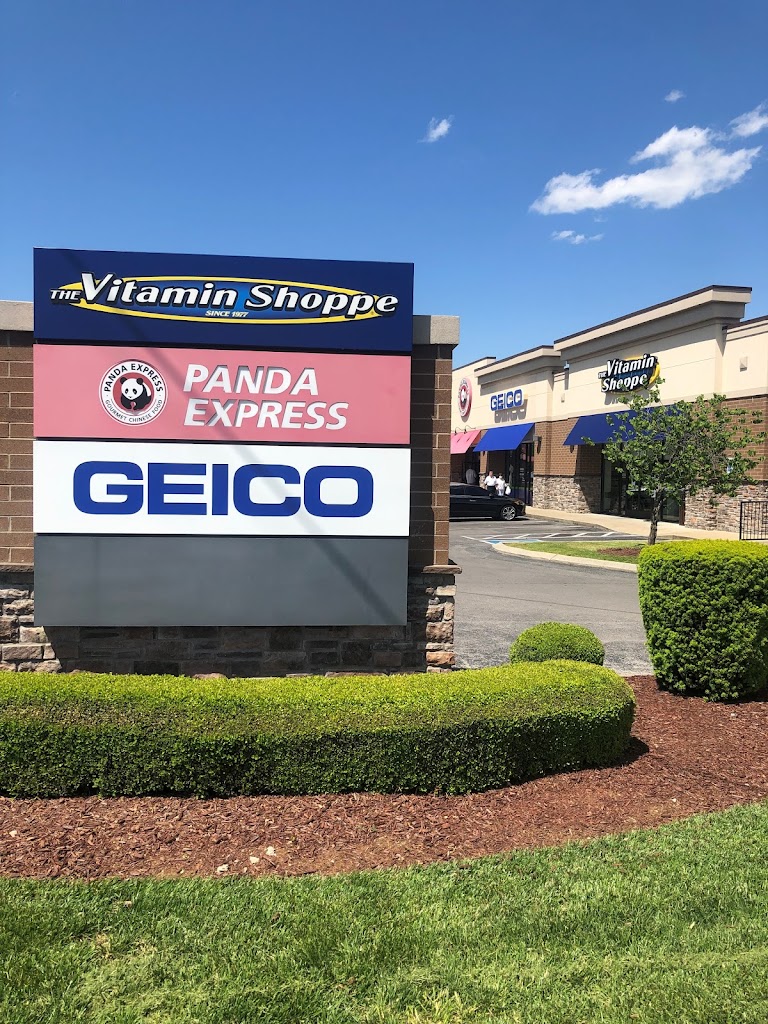 THE Vitamin Shoppe
SINCE 1977
PANDA EXPRESS
GOURMET CHINESE FOOD
PANDA
EXPRESS
GEICO
GEICO
THE Vitamin
Shoppe